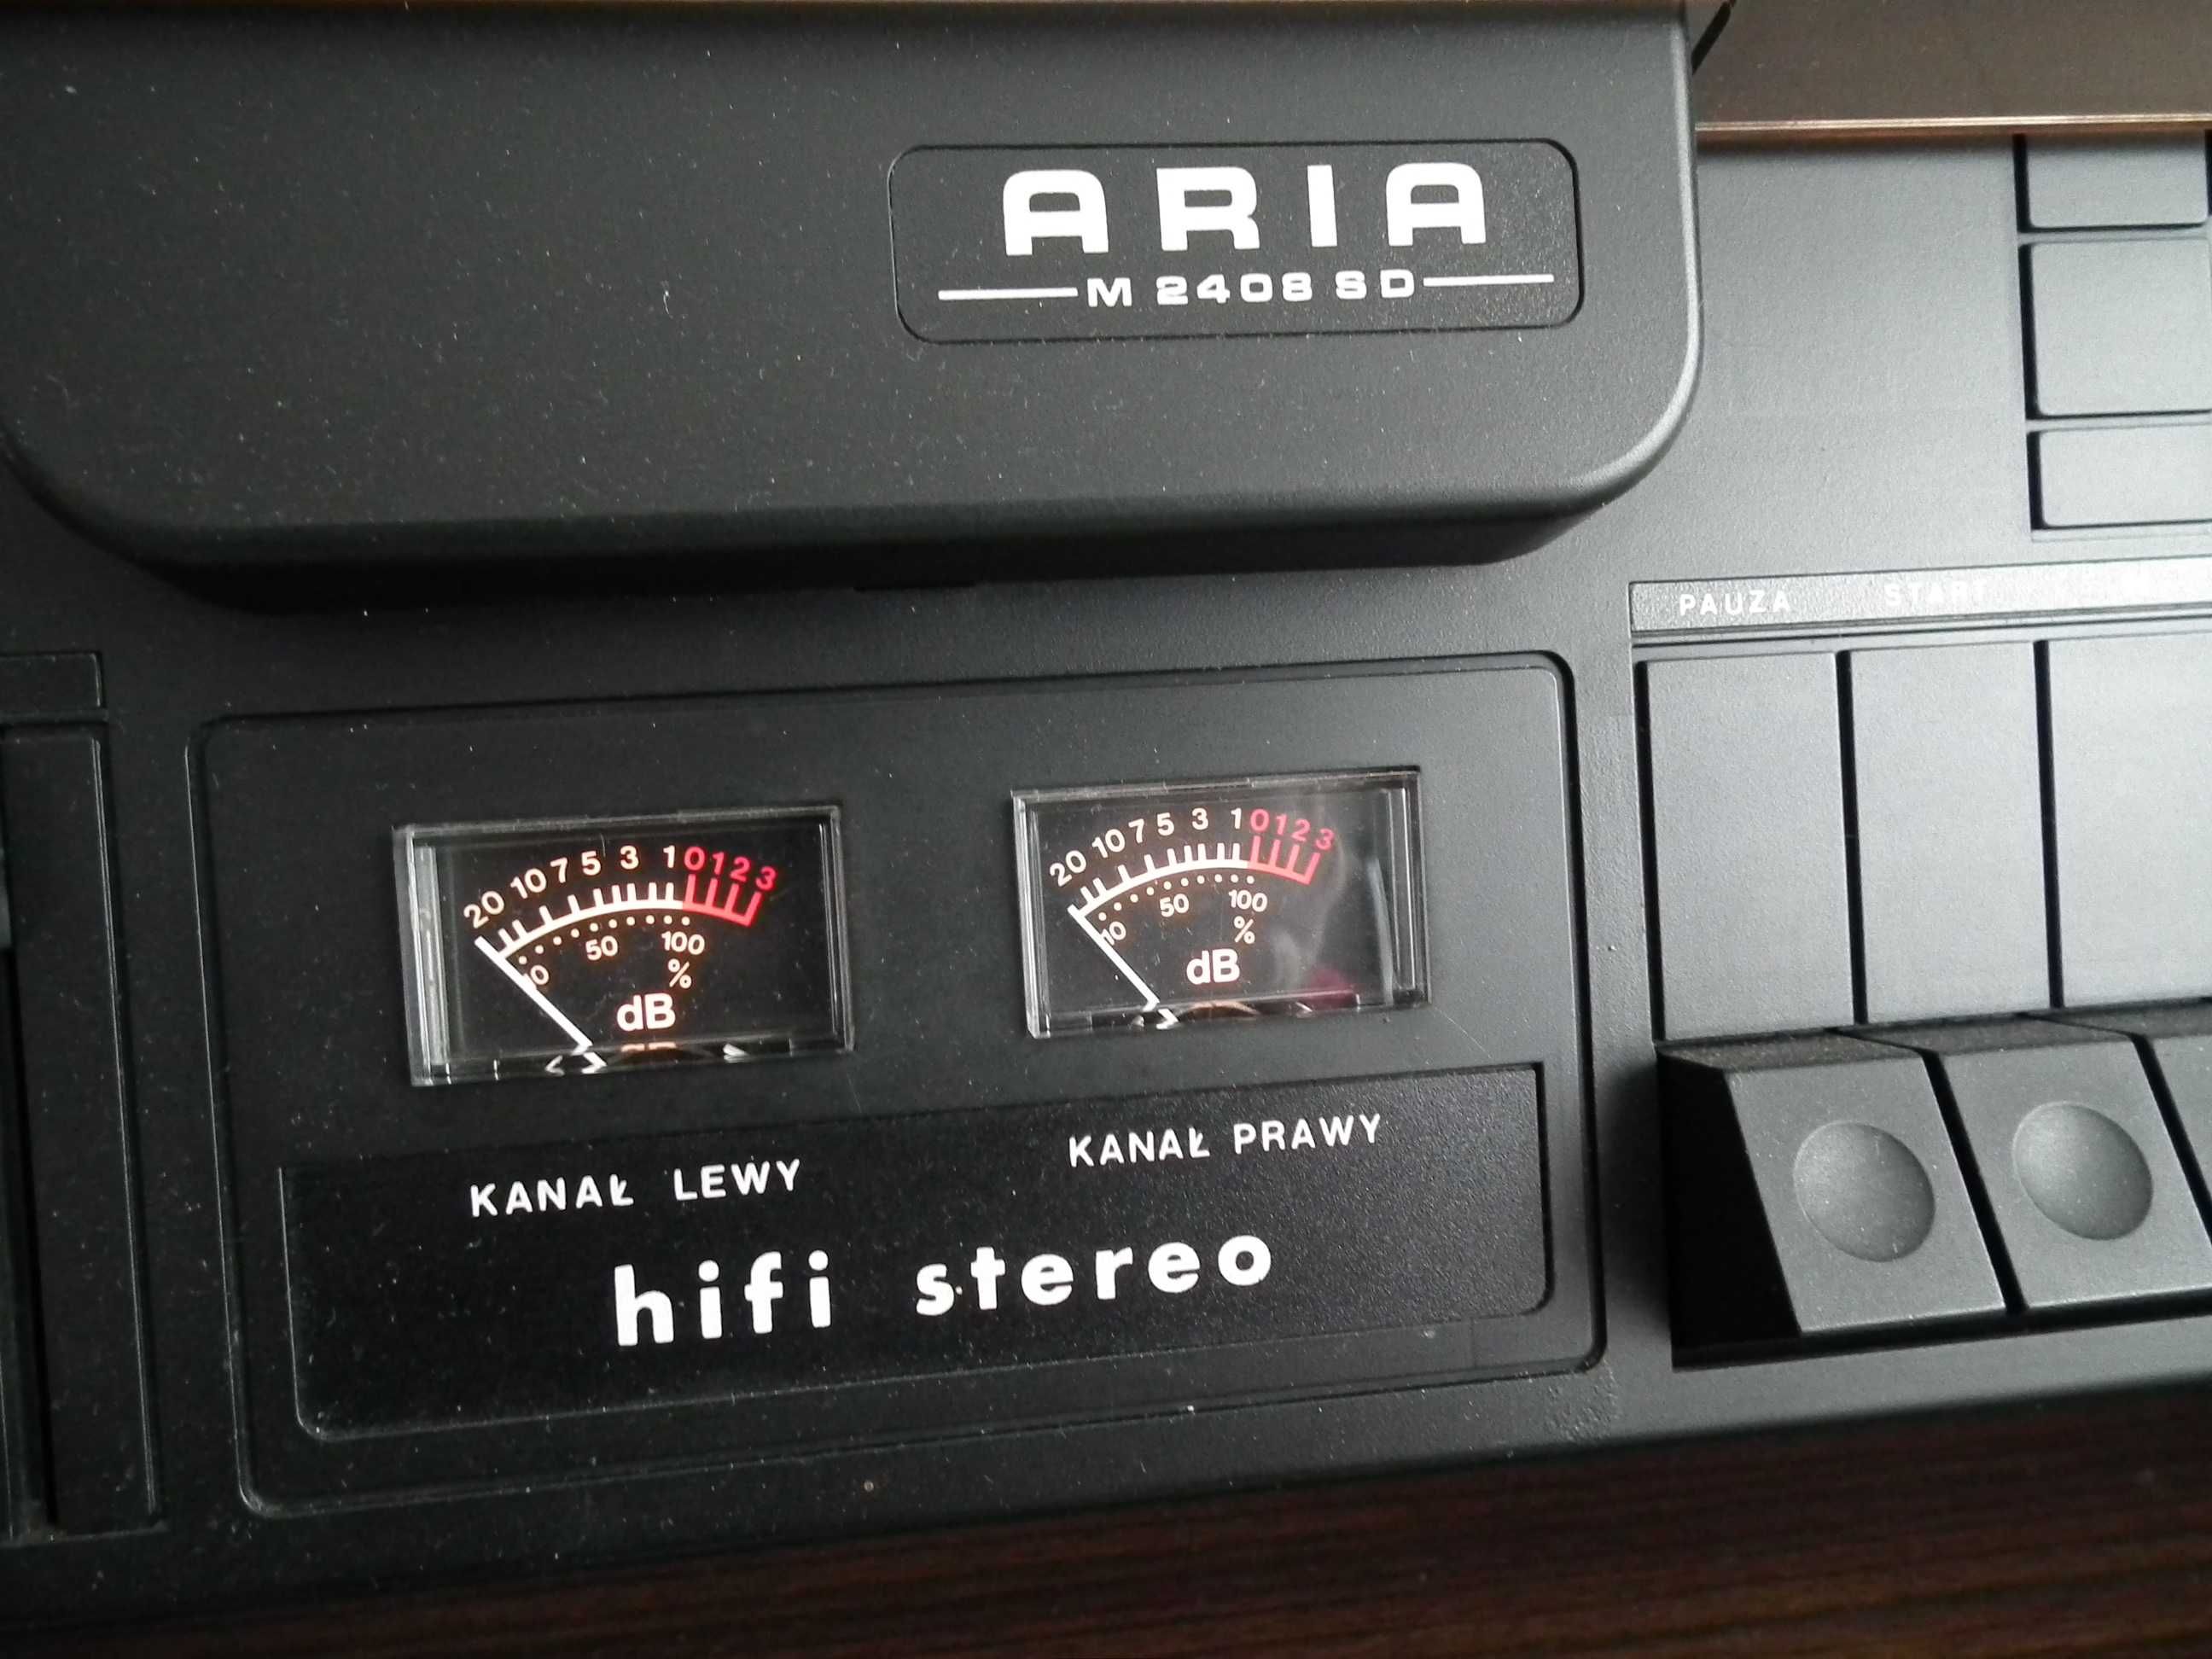 ARIA
M 2408 SD
PAUZA START
20 10 7 5 3 1 0 1 2 3
50 100
%
dB
20 10 7 5 3 1 0 1 2 3
10 50 100
%
dB
KANAŁ LEWY
KANAŁ PRAWY
hifi stereo